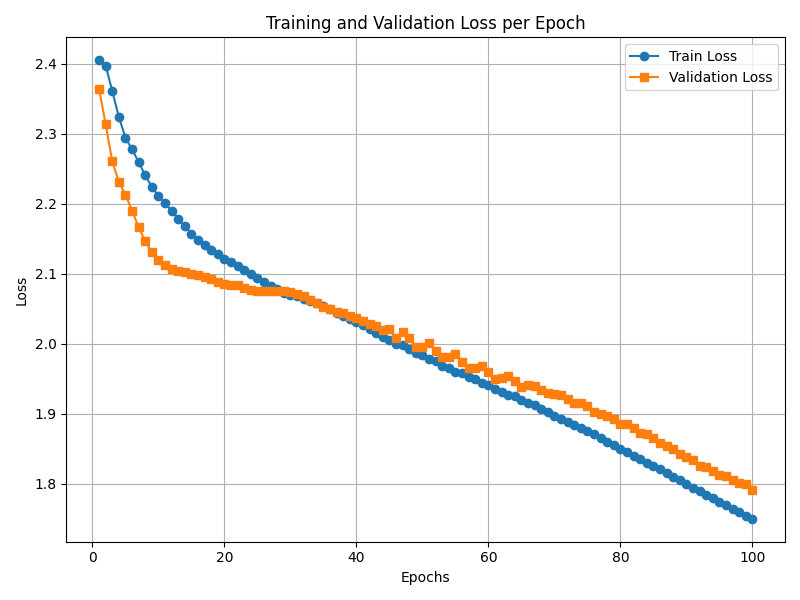 Training and Validation Loss per Epoch
Train Loss
Validation Loss
2.4
2.3
2.2
2.1
2.0
1.9
1.8
Loss
0 20 40 60 80 100
Epochs